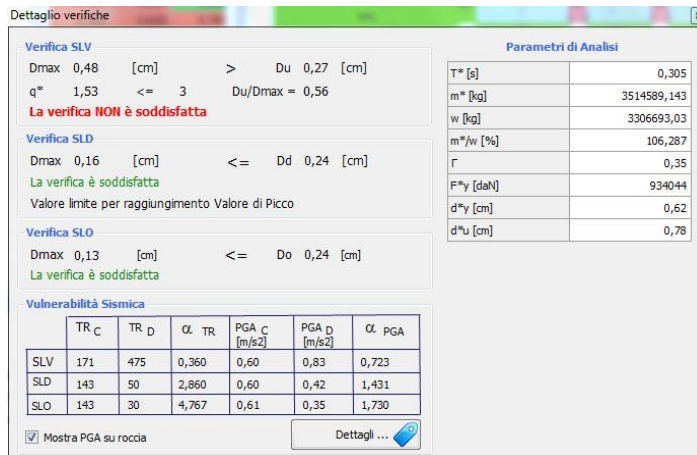 Dettaglio verifiche
Verifica SLV
Dmax 0,48 [cm] > Du 0,27 [cm]
q* 1,53 <= 3 Du/Dmax = 0,56
La verifica NON è soddisfatta
Verifica SLD
Dmax 0,16 [cm] <= Dd 0,24 [cm]
La verifica è soddisfatta
Valore limite per raggiungimento Valore di Picco
Verifica SLO
Dmax 0,13 [cm] <= Do 0,24 [cm]
La verifica è soddisfatta
Vulnerabilità Sismica
TR C TR D α TR PGA C [m/s2] PGA D [m/s2] α PGA
SLV 171 475 0,360 0,60 0,83 0,723
SLD 143 50 2,860 0,60 0,42 1,431
SLO 143 30 4,767 0,61 0,35 1,730
Mostra PGA su roccia
Dettagli ...
Parametri di Analisi
T* [s] 0,305
m* [kg] 3514589,143
w [kg] 3306693,03
m*/w [%] 106,287
Γ 0,35
F*y [daN] 934044
d*y [cm] 0,62
d*u [cm] 0,78